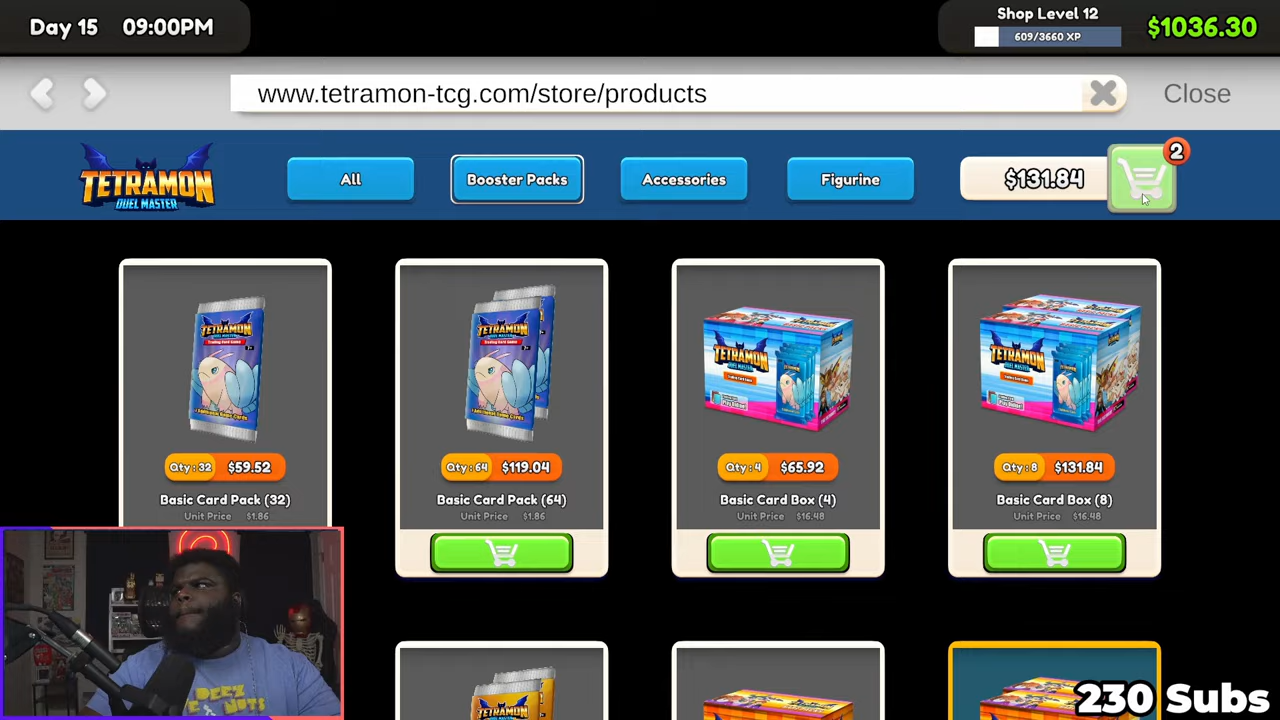 Day 15 09:00PM
Shop Level 12
609/3660 XP
$1036.30
www.tetramon-tcg.com/store/products
Close
TETRAMON
DUEL MASTER
All
Booster Packs
Accessories
Figurine
$131.84
2
TETRAMON
TETRAMON
TETRAMON
TETRAMON
Qty : 32 $59.52
Qty : 64 $119.04
Qty : 4 $65.92
Qty : 8 $131.84
Basic Card Pack (32)
Basic Card Pack (64)
Basic Card Box (4)
Basic Card Box (8)
Unit Price $1.86
Unit Price $1.86
Unit Price $16.48
Unit Price $16.48
230 Subs